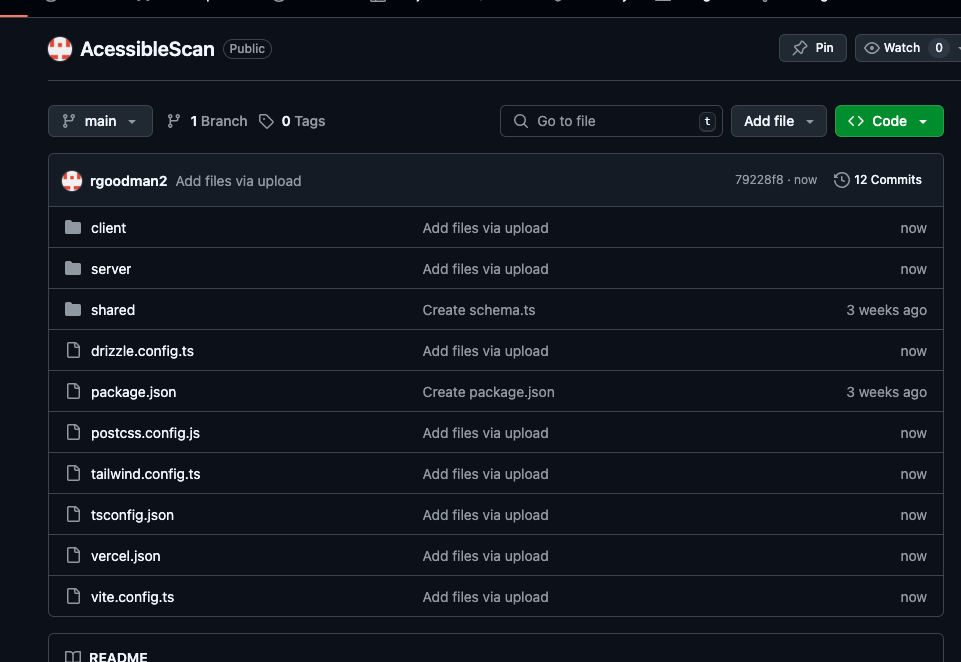 AcessibleScan Public Pin Watch 0
main 1 Branch 0 Tags Go to file t Add file Code
rgoodman2 Add files via upload 79228f8 · now 12 Commits
client Add files via upload now
server Add files via upload now
shared Create schema.ts 3 weeks ago
drizzle.config.ts Add files via upload now
package.json Create package.json 3 weeks ago
postcss.config.js Add files via upload now
tailwind.config.ts Add files via upload now
tsconfig.json Add files via upload now
vercel.json Add files via upload now
vite.config.ts Add files via upload now
README